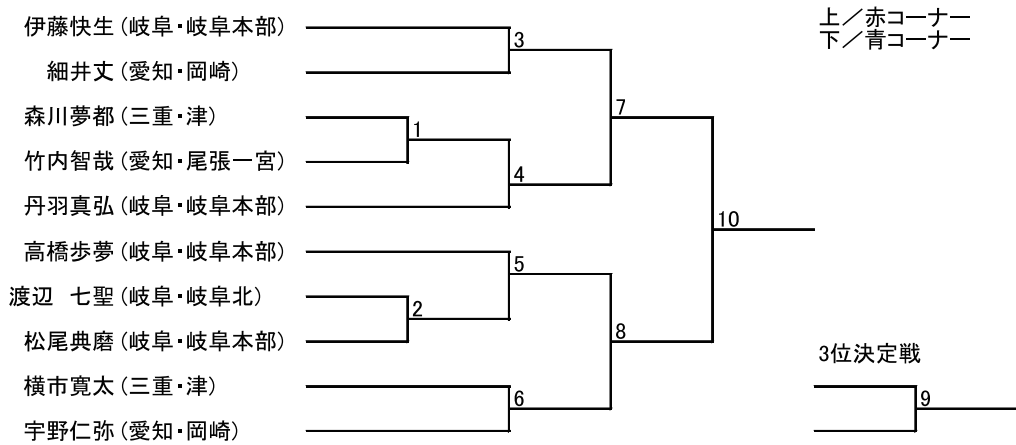 伊藤快生(岐阜・岐阜本部)
細井丈(愛知・岡崎)
森川夢都(三重・津)
竹内智哉(愛知・尾張一宮)
丹羽真弘(岐阜・岐阜本部)
高橋歩夢(岐阜・岐阜本部)
渡辺 七聖(岐阜・岐阜北)
松尾典磨(岐阜・岐阜本部)
横市寛太(三重・津)
宇野仁弥(愛知・岡崎)
1
2
3
4
5
6
7
8
10
上/赤コーナー
下/青コーナー
3位決定戦
9